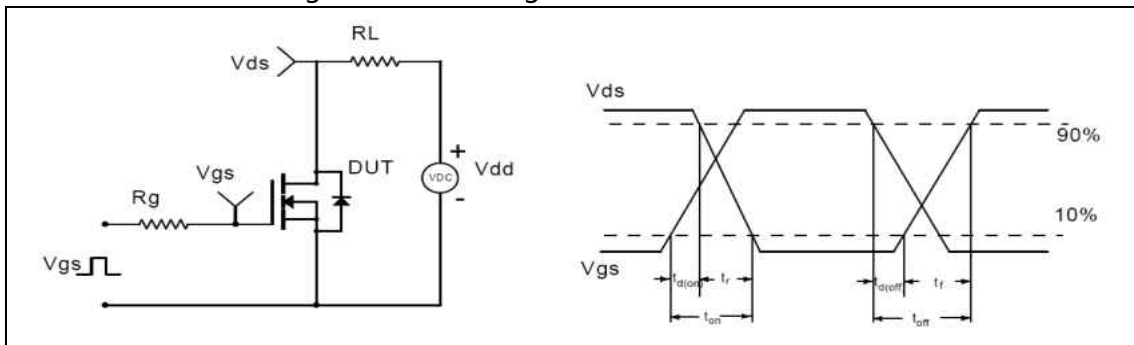 RL
Vds
Vgs
DUT
Rg
VDC
+
Vdd
-
Vgs
Vds
90%
10%
Vgs
td(on)
tr
td(off)
tf
ton
toff